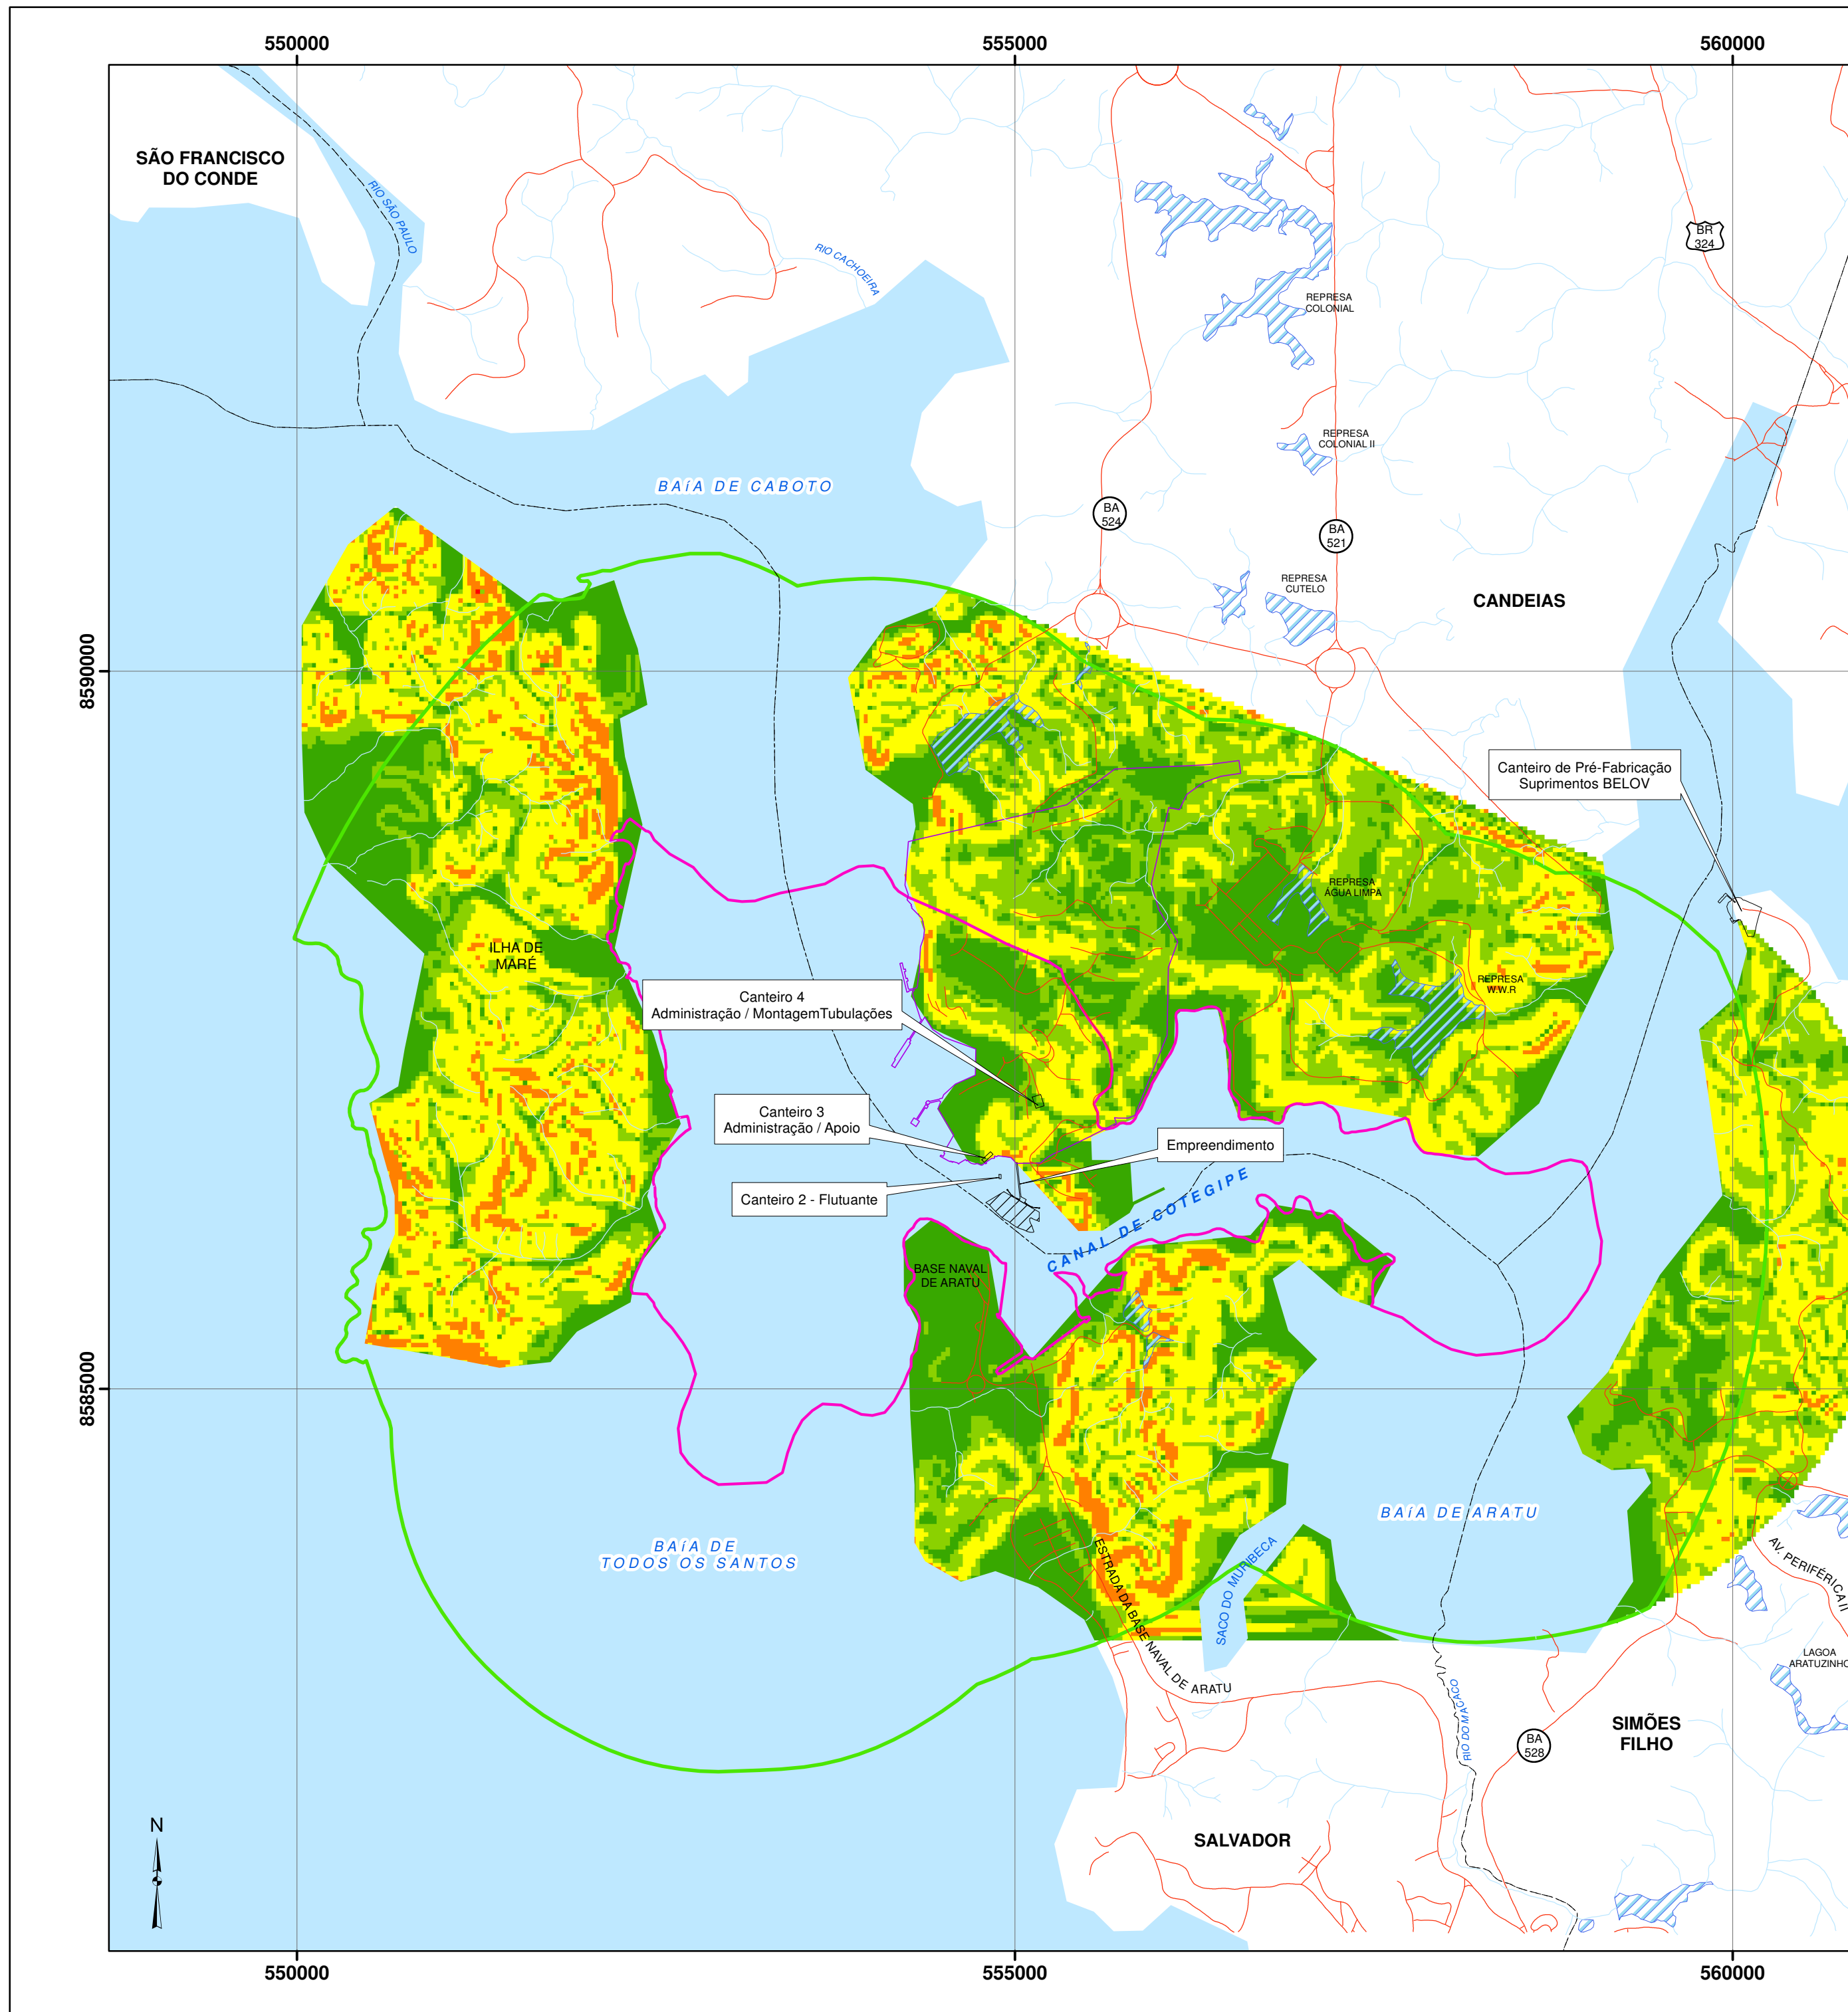 550000
555000
560000
SÃO FRANCISCO
DO CONDE
RIO SÃO PAULO
RIO CACHOEIRA
BR
324
REPRESA
COLONIAL
REPRESA
COLONIAL II
BAíA DE CABOTO
BA
524
BA
521
REPRESA
CUTELO
CANDEIAS
8590000
Canteiro de Pré-Fabricação
Suprimentos BELOV
REPRESA
ÁGUA LIMPA
ILHA DE
MARÉ
REPRESA
W.W.R
Canteiro 4
Administração / MontagemTubulações
Canteiro 3
Administração / Apoio
Empreendimento
Canteiro 2 - Flutuante
CANAL DE COTEGIPE
BASE NAVAL
DE ARATU
8585000
BAíA DE ARATU
BAíA DE
TODOS OS SANTOS
ESTRADA DA BASE NAVAL DE ARATU
SACO DO MURIBECA
AV. PERIFÉRICA II
LAGOA
ARATUZINHO
RIO DO MACACO
SIMÕES
FILHO
BA
528
N
SALVADOR
550000
555000
560000